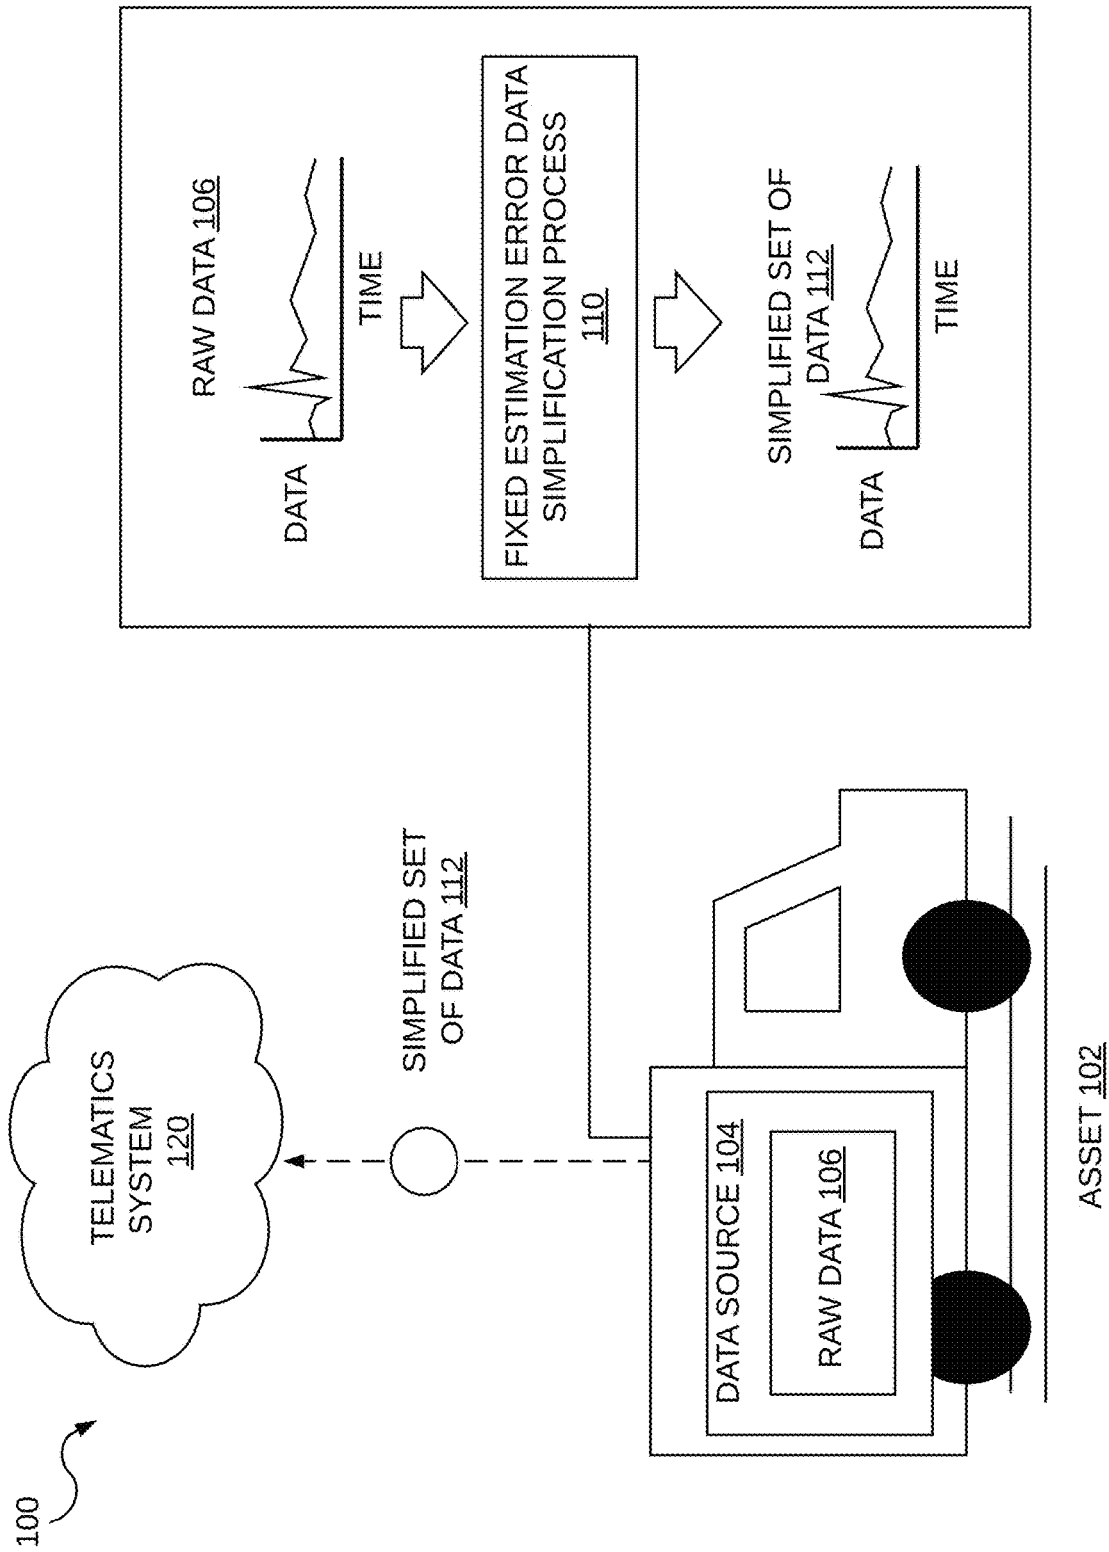 100
TELEMATICS
SYSTEM
120
SIMPLIFIED SET
OF DATA 112
DATA SOURCE 104
RAW DATA 106
ASSET 102
RAW DATA 106
DATA
TIME
FIXED ESTIMATION ERROR DATA
SIMPLIFICATION PROCESS
110
SIMPLIFIED SET OF
DATA 112
DATA
TIME